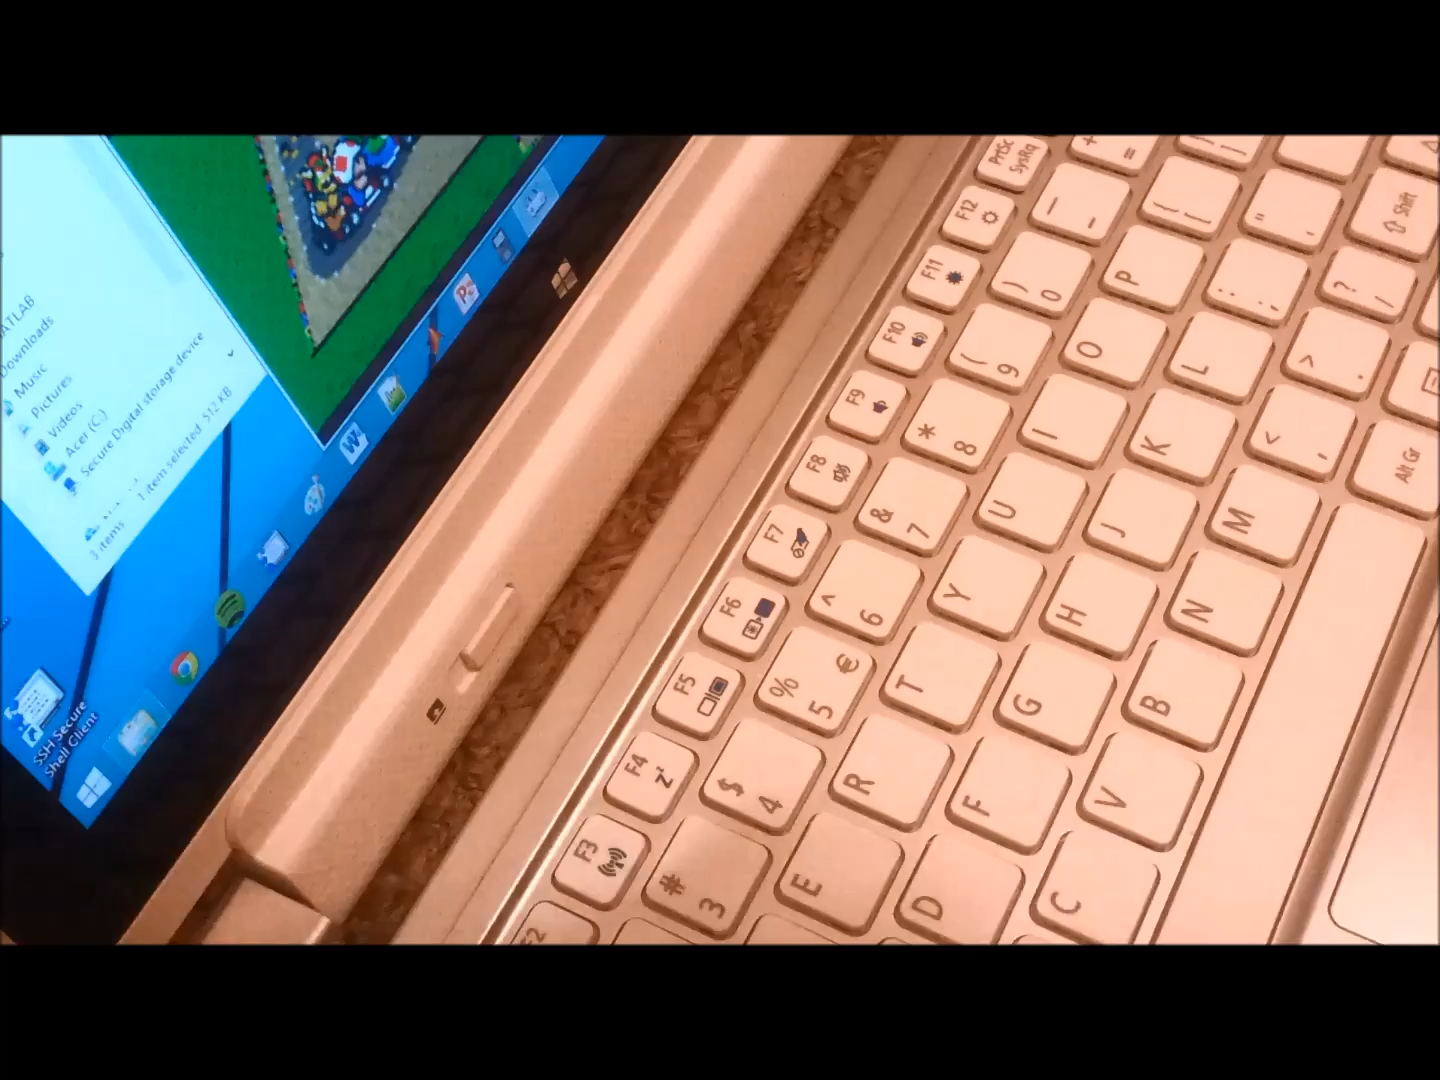 ATLAB
Downloads
Music
Pictures
Videos
Acer (C:)
Secure Digital storage device
1 item selected 512 KB
items
SSH Secure
Shell Client
F2
F3
F4 Zz
F5
F6
F7
F8
F9
F10
F11
F12
PrtSc
SysRq
# 3
$ 4
% 5 €
^ 6
& 7
* 8
( 9
) 0
_ -
+ =
E R T Y U I O P { [ } ]
D F G H J K L : ; " '
C V B N M < , > . ? / Shift
Alt Gr